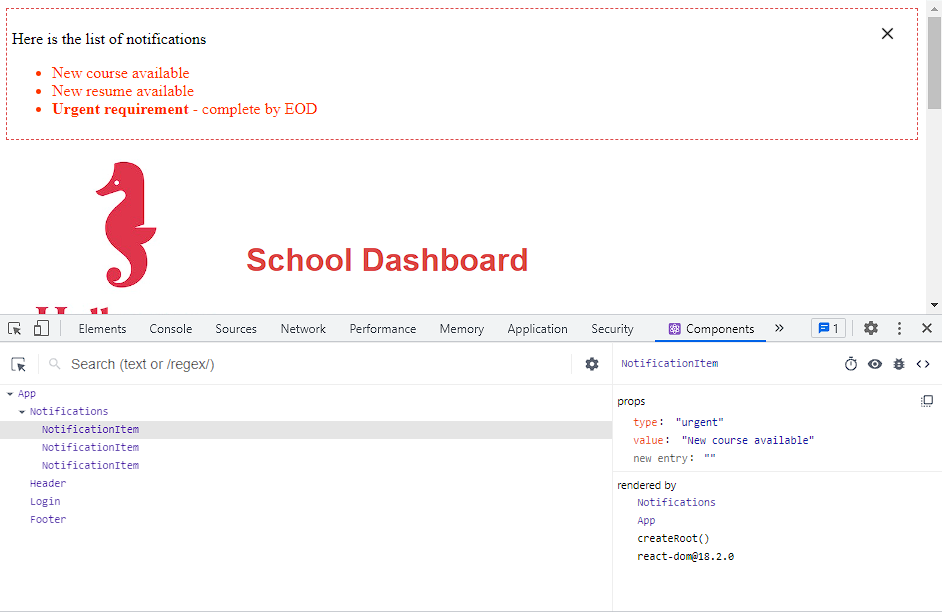 Here is the list of notifications
New course available
New resume available
Urgent requirement - complete by EOD
School Dashboard
Elements Console Sources Network Performance Memory Application Security Components » 1
Search (text or /regex/)
NotificationItem
App
Notifications
NotificationItem
NotificationItem
NotificationItem
Header
Login
Footer
props
type: "urgent"
value: "New course available"
new entry: ""
rendered by
Notifications
App
createRoot()
react-dom@18.2.0